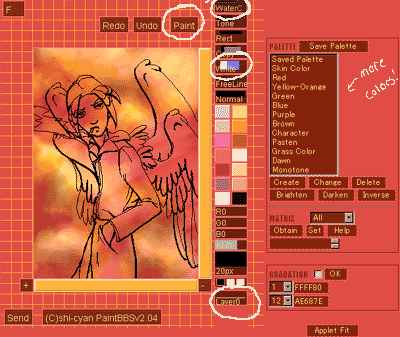 F
Redo Undo Paint
WaterC
Tone
Rect
White
FreeLine
Normal
R0
G0
B0
20px
Layer0
+ -
Send (C)shi-cyan PaintBBSv2.04
PALETTE Save Palette
Saved Palette
Skin Color
Red
Yellow-Orange
Green
Blue
Purple
Brown
Character
Pasten
Grass Color
Dawn
Monotone
more
colors!
Create Change Delete
Brighten Darken Inverse
MATRIX All
Obtain Set Help
GRADATION OK
1 FFFF80
12 AE687E
Applet Fit